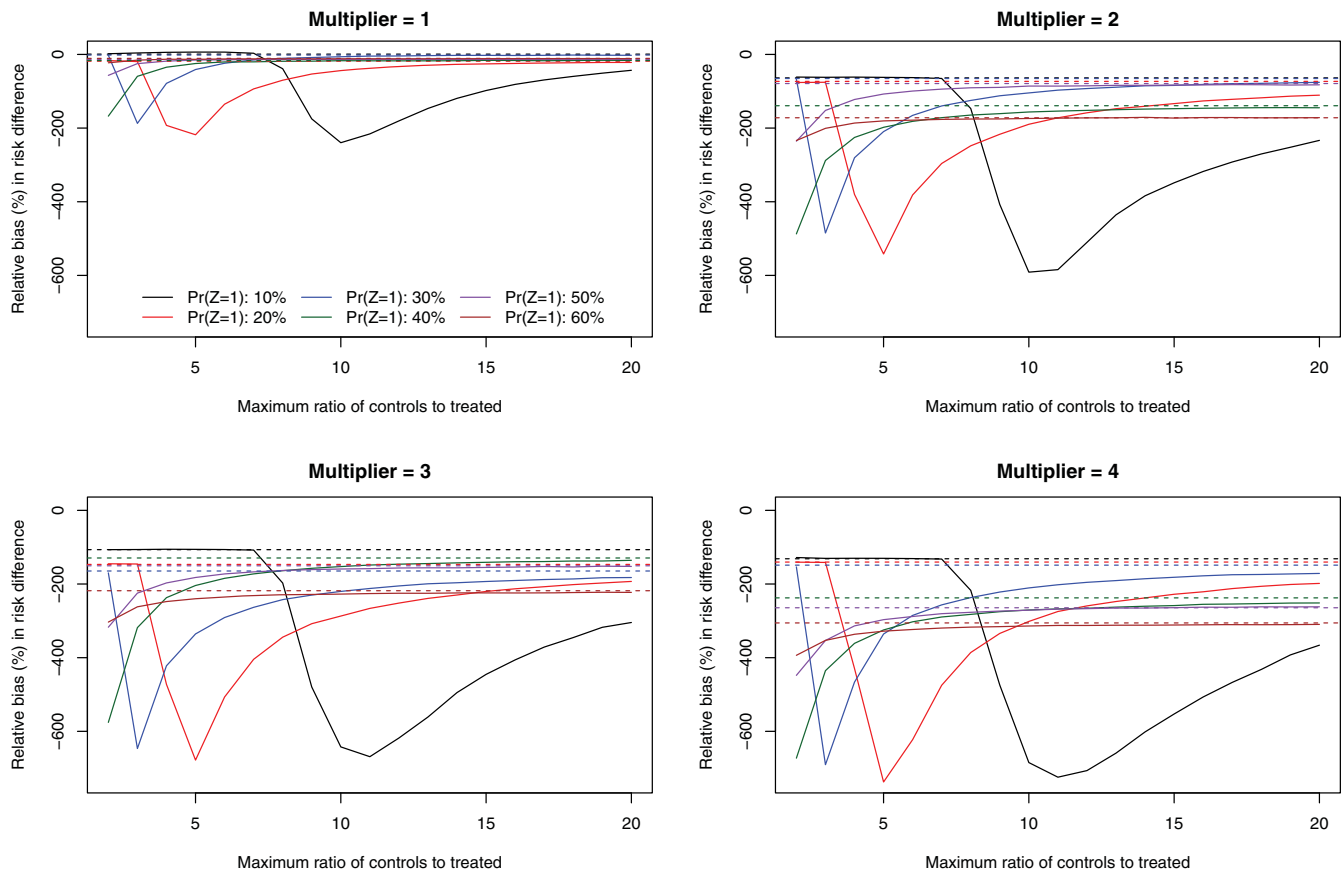 Multiplier = 1
Relative bias (%) in risk difference
0
−200
−400
−600
Pr(Z=1): 10%
Pr(Z=1): 30%
Pr(Z=1): 50%
Pr(Z=1): 20%
Pr(Z=1): 40%
Pr(Z=1): 60%
5
10
15
20
Maximum ratio of controls to treated
Multiplier = 2
Relative bias (%) in risk difference
0
−200
−400
−600
5
10
15
20
Maximum ratio of controls to treated
Multiplier = 3
Relative bias (%) in risk difference
0
−200
−400
−600
5
10
15
20
Maximum ratio of controls to treated
Multiplier = 4
Relative bias (%) in risk difference
0
−200
−400
−600
5
10
15
20
Maximum ratio of controls to treated